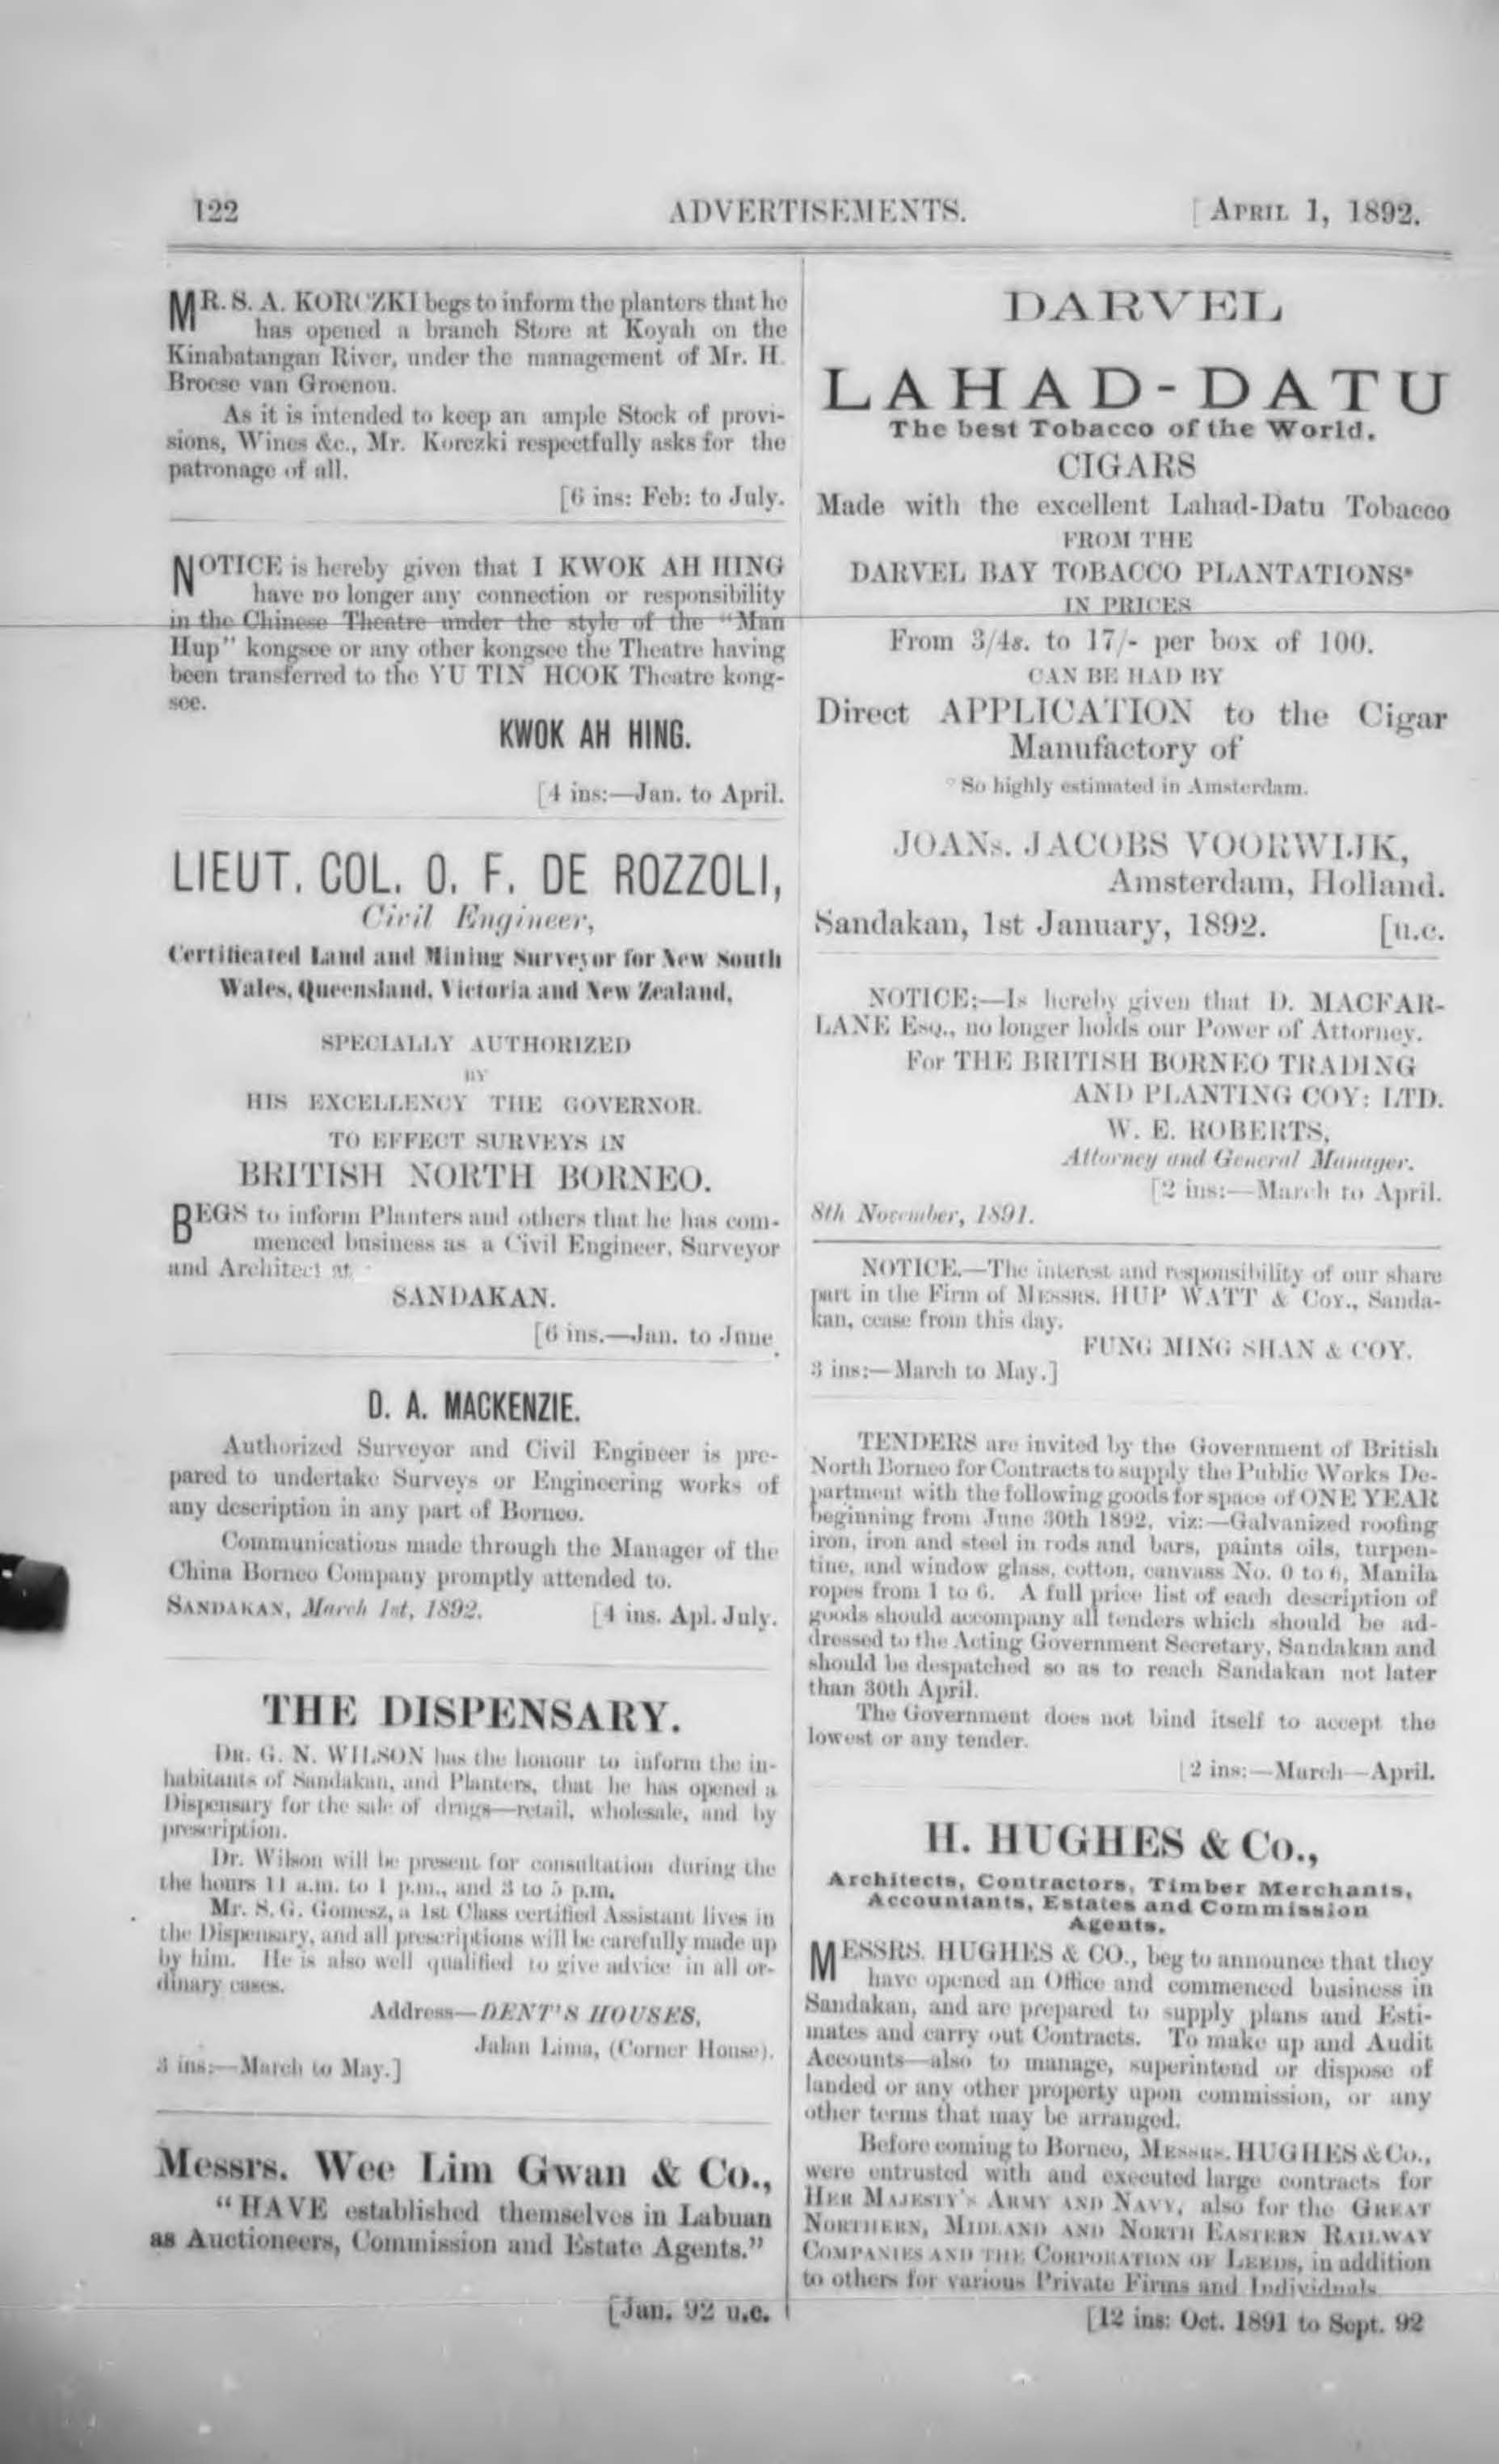 122 ADVERTISEMENTS. [ APRIL 1, 1892.
MR. S. A. KORCZKI begs to inform the planters that he
has opened a branch Store at Koyah on the
Kinabatangan River, under the management of Mr. H.
Broese van Groenou.
As it is intended to keep an ample Stock of provi-
sions, Wines &c., Mr. Korczki respectfully asks for the
patronage of all.
[6 ins: Feb: to July.
NOTICE is hereby given that I KWOK AH HING
have no longer any connection or responsibility
in the Chinese Theatre under the style of the "Man
Hup" kongsee or any other kongsee the Theatre having
been transferred to the YU TIN HOOK Theatre kong-
see.
KWOK AH HING.
[4 ins:—Jan. to April.
LIEUT. COL. O. F. DE ROZZOLI,
Civil Engineer,
Certificated Land and Mining Surveyor for New South
Wales, Queensland, Victoria and New Zealand,
SPECIALLY AUTHORIZED
BY
HIS EXCELLENCY THE GOVERNOR.
TO EFFECT SURVEYS IN
BRITISH NORTH BORNEO.
BEGS to inform Planters and others that he has com-
menced business as a Civil Engineer, Surveyor
and Architect at
SANDAKAN.
[6 ins.—Jan. to June.
D. A. MACKENZIE.
Authorized Surveyor and Civil Engineer is pre-
pared to undertake Surveys or Engineering works of
any description in any part of Borneo.
Communications made through the Manager of the
China Borneo Company promptly attended to.
SANDAKAN, March 1st, 1892. [4 ins. Apl. July.
THE DISPENSARY.
DR. G. N. WILSON has the honour to inform the in-
habitants of Sandakan, and Planters, that he has opened a
Dispensary for the sale of drugs—retail, wholesale, and by
prescription.
Dr. Wilson will be present for consultation during the
the hours 11 a.m. to 1 p.m., and 3 to 5 p.m.
Mr. S. G. Gomesz, a 1st Class certified Assistant lives in
the Dispensary, and all prescriptions will be carefully made up
by him. He is also well qualified to give advice in all or-
dinary cases.
Address—DENT'S HOUSES,
Jalan Lima, (Corner House).
3 ins:—March to May.]
Messrs. Wee Lim Gwan & Co.,
"HAVE established themselves in Labuan
as Auctioneers, Commission and Estate Agents."
[Jan. 92 u.c.
DARVEL
LAHAD-DATU
The best Tobacco of the World.
CIGARS
Made with the excellent Lahad-Datu Tobacco
FROM THE
DARVEL BAY TOBACCO PLANTATIONS*
IN PRICES
From 3/4s. to 17/- per box of 100.
CAN BE HAD BY
Direct APPLICATION to the Cigar
Manufactory of
* So highly estimated in Amsterdam.
JOANs. JACOBS VOORWIJK,
Amsterdam, Holland.
Sandakan, 1st January, 1892. [u.c.
NOTICE:—Is hereby given that D. MACFAR-
LANE Esq., no longer holds our Power of Attorney.
For THE BRITISH BORNEO TRADING
AND PLANTING COY: LTD.
W. E. ROBERTS,
Attorney and General Manager.
[2 ins:—March to April.
8th November, 1891.
NOTICE.—The interest and responsibility of our share
part in the Firm of MESSRS. HUP WATT & COY., Sanda-
kan, cease from this day.
FUNG MING SHAN & COY.
3 ins:—March to May.]
TENDERS are invited by the Government of British
North Borneo for Contracts to supply the Public Works De-
partment with the following goods for space of ONE YEAR
beginning from June 30th 1892, viz:—Galvanized roofing
iron, iron and steel in rods and bars, paints oils, turpen-
tine, and window glass, cotton, canvass No. 0 to 6, Manila
ropes from 1 to 6. A full price list of each description of
goods should accompany all tenders which should be ad-
dressed to the Acting Government Secretary, Sandakan and
should be despatched so as to reach Sandakan not later
than 30th April.
The Government does not bind itself to accept the
lowest or any tender.
[2 ins:—March—April.
H. HUGHES & Co.,
Architects, Contractors, Timber Merchants,
Accountants, Estates and Commission
Agents.
MESSRS. HUGHES & CO., beg to announce that they
have opened an Office and commenced business in
Sandakan, and are prepared to supply plans and Esti-
mates and carry out Contracts. To make up and Audit
Accounts—also to manage, superintend or dispose of
landed or any other property upon commission, or any
other terms that may be arranged.
Before coming to Borneo, MESSRS. HUGHES & Co.,
were entrusted with and executed large contracts for
HER MAJESTY'S ARMY AND NAVY, also for the GREAT
NORTHERN, MIDLAND AND NORTH EASTERN RAILWAY
COMPANIES AND THE CORPORATION OF LEEDS, in addition
to others for various Private Firms and Individuals
[12 ins: Oct. 1891 to Sept. 92